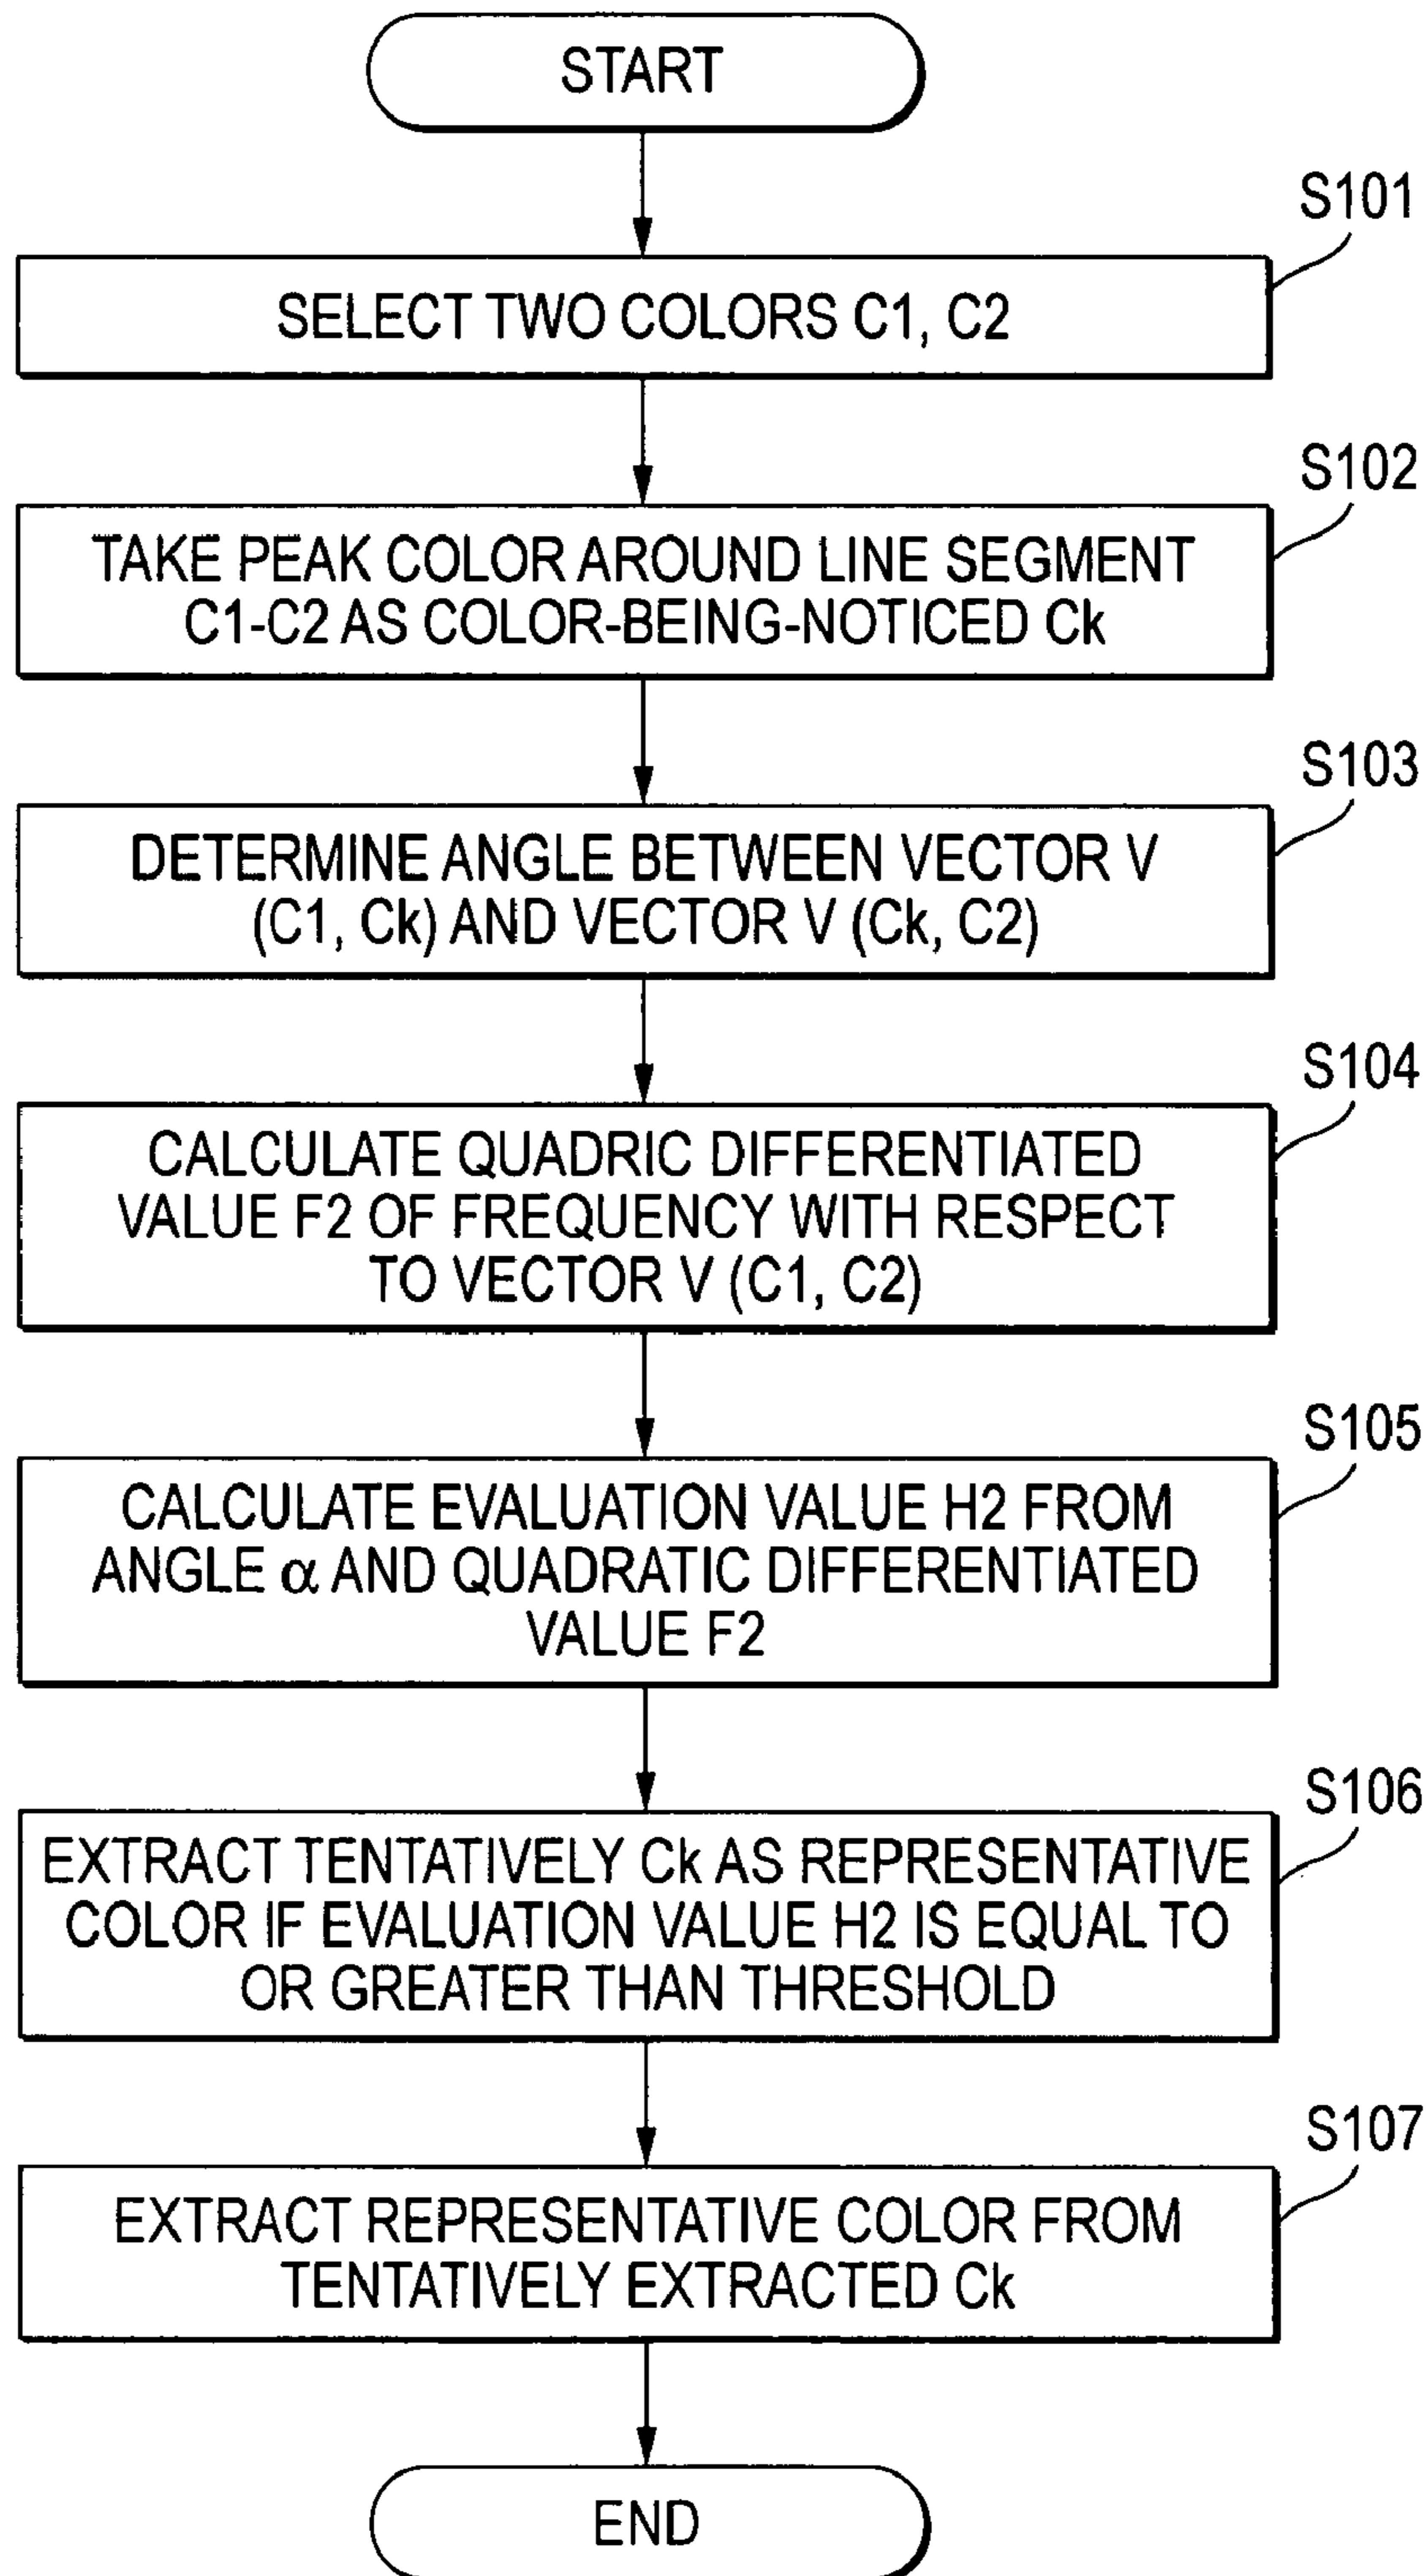 START
S101
SELECT TWO COLORS C1, C2
S102
TAKE PEAK COLOR AROUND LINE SEGMENT
C1-C2 AS COLOR-BEING-NOTICED Ck
S103
DETERMINE ANGLE BETWEEN VECTOR V
(C1, Ck) AND VECTOR V (Ck, C2)
S104
CALCULATE QUADRIC DIFFERENTIATED
VALUE F2 OF FREQUENCY WITH RESPECT
TO VECTOR V (C1, C2)
S105
CALCULATE EVALUATION VALUE H2 FROM
ANGLE α AND QUADRATIC DIFFERENTIATED
VALUE F2
S106
EXTRACT TENTATIVELY Ck AS REPRESENTATIVE
COLOR IF EVALUATION VALUE H2 IS EQUAL TO
OR GREATER THAN THRESHOLD
S107
EXTRACT REPRESENTATIVE COLOR FROM
TENTATIVELY EXTRACTED Ck
END